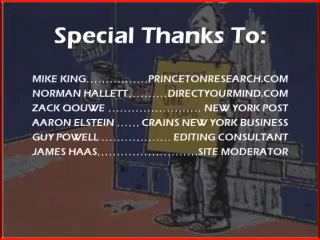 Special Thanks To:
MIKE KING……………PRINCETONRESEARCH.COM
NORMAN HALLETT………DIRECTYOURMIND.COM
ZACK QOUWE …………………… NEW YORK POST
AARON ELSTEIN …… CRAINS NEW YORK BUSINESS
GUY POWELL ……………… EDITING CONSULTANT
JAMES HAAS……………………SITE MODERATOR